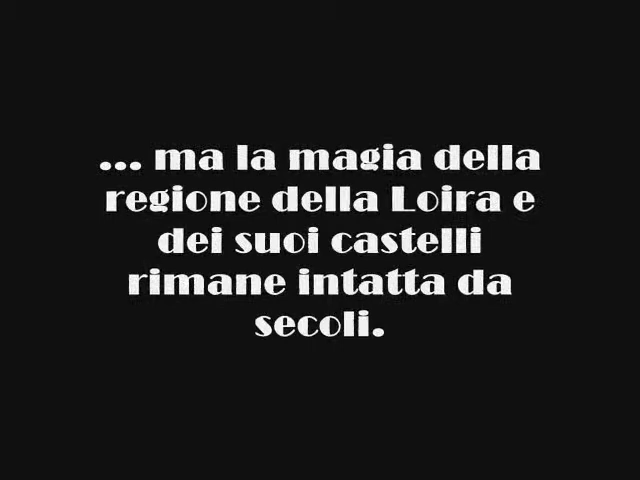 ... ma la magia della
regione della Loira e
dei suoi castelli
rimane intatta da
secoli.